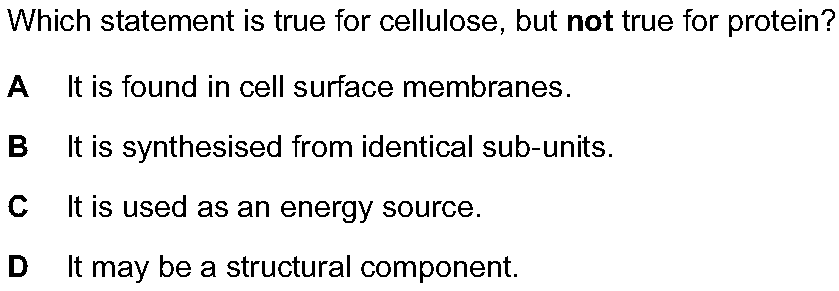 Which statement is true for cellulose, but not true for protein?
A It is found in cell surface membranes.
B It is synthesised from identical sub-units.
C It is used as an energy source.
D It may be a structural component.